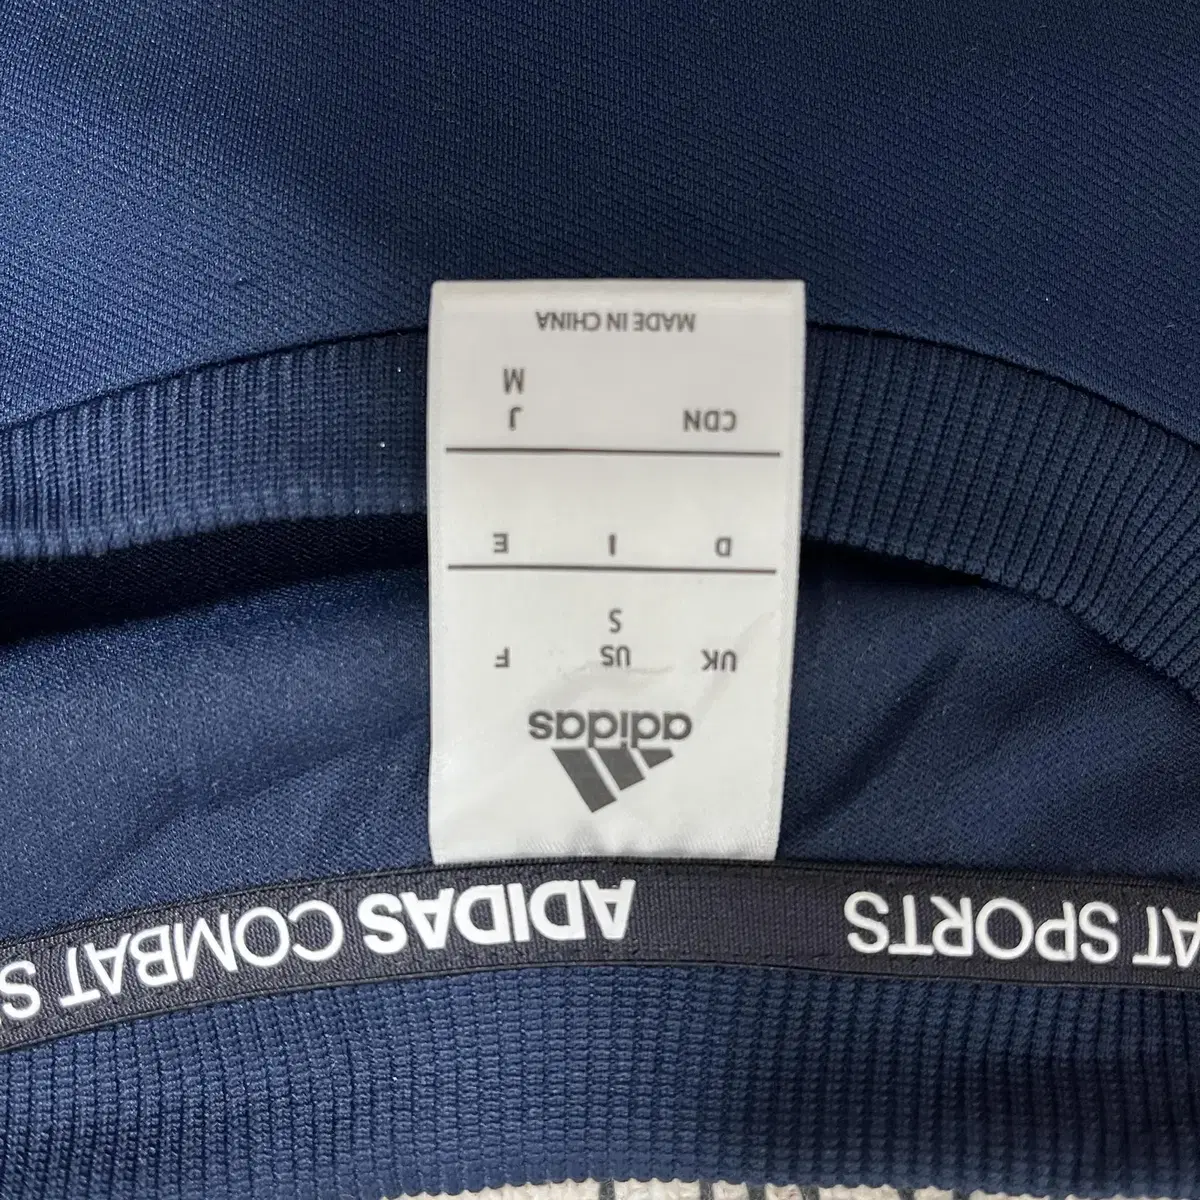 AT SPORTS ADIDAS COMBAT S
adidas
UK US F
S
D I E
CDN J
M
MADE IN CHINA